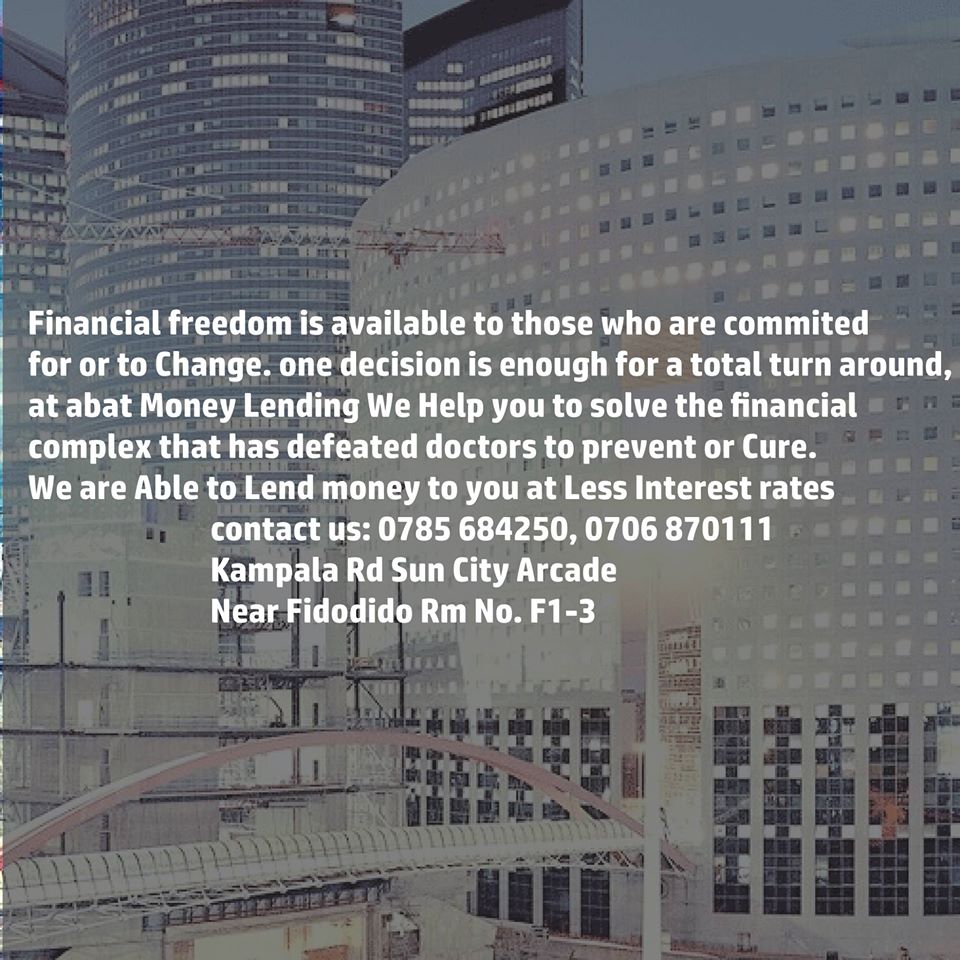 Financial freedom is available to those who are commited
for or to Change. one decision is enough for a total turn around,
at abat Money Lending We Help you to solve the financial
complex that has defeated doctors to prevent or Cure.
We are Able to Lend money to you at Less Interest rates
contact us: 0785 684250, 0706 870111
Kampala Rd Sun City Arcade
Near Fidodido Rm No. F1-3